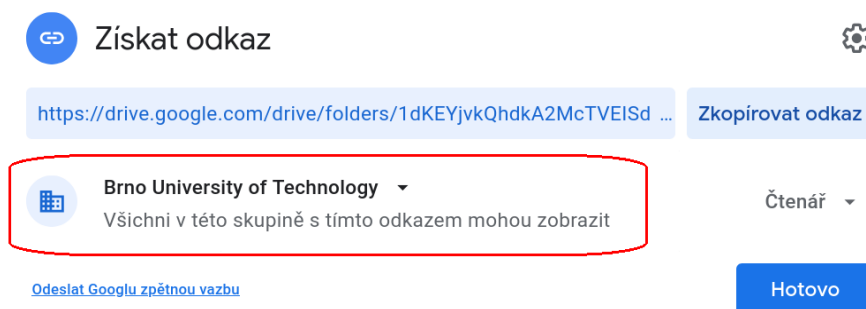 Získat odkaz
https://drive.google.com/drive/folders/1dKEYjvkQhdkA2McTVEISd ... Zkopírovat odkaz
Brno University of Technology
Všichni v této skupině s tímto odkazem mohou zobrazit
Čtenář
Odeslat Googlu zpětnou vazbu
Hotovo